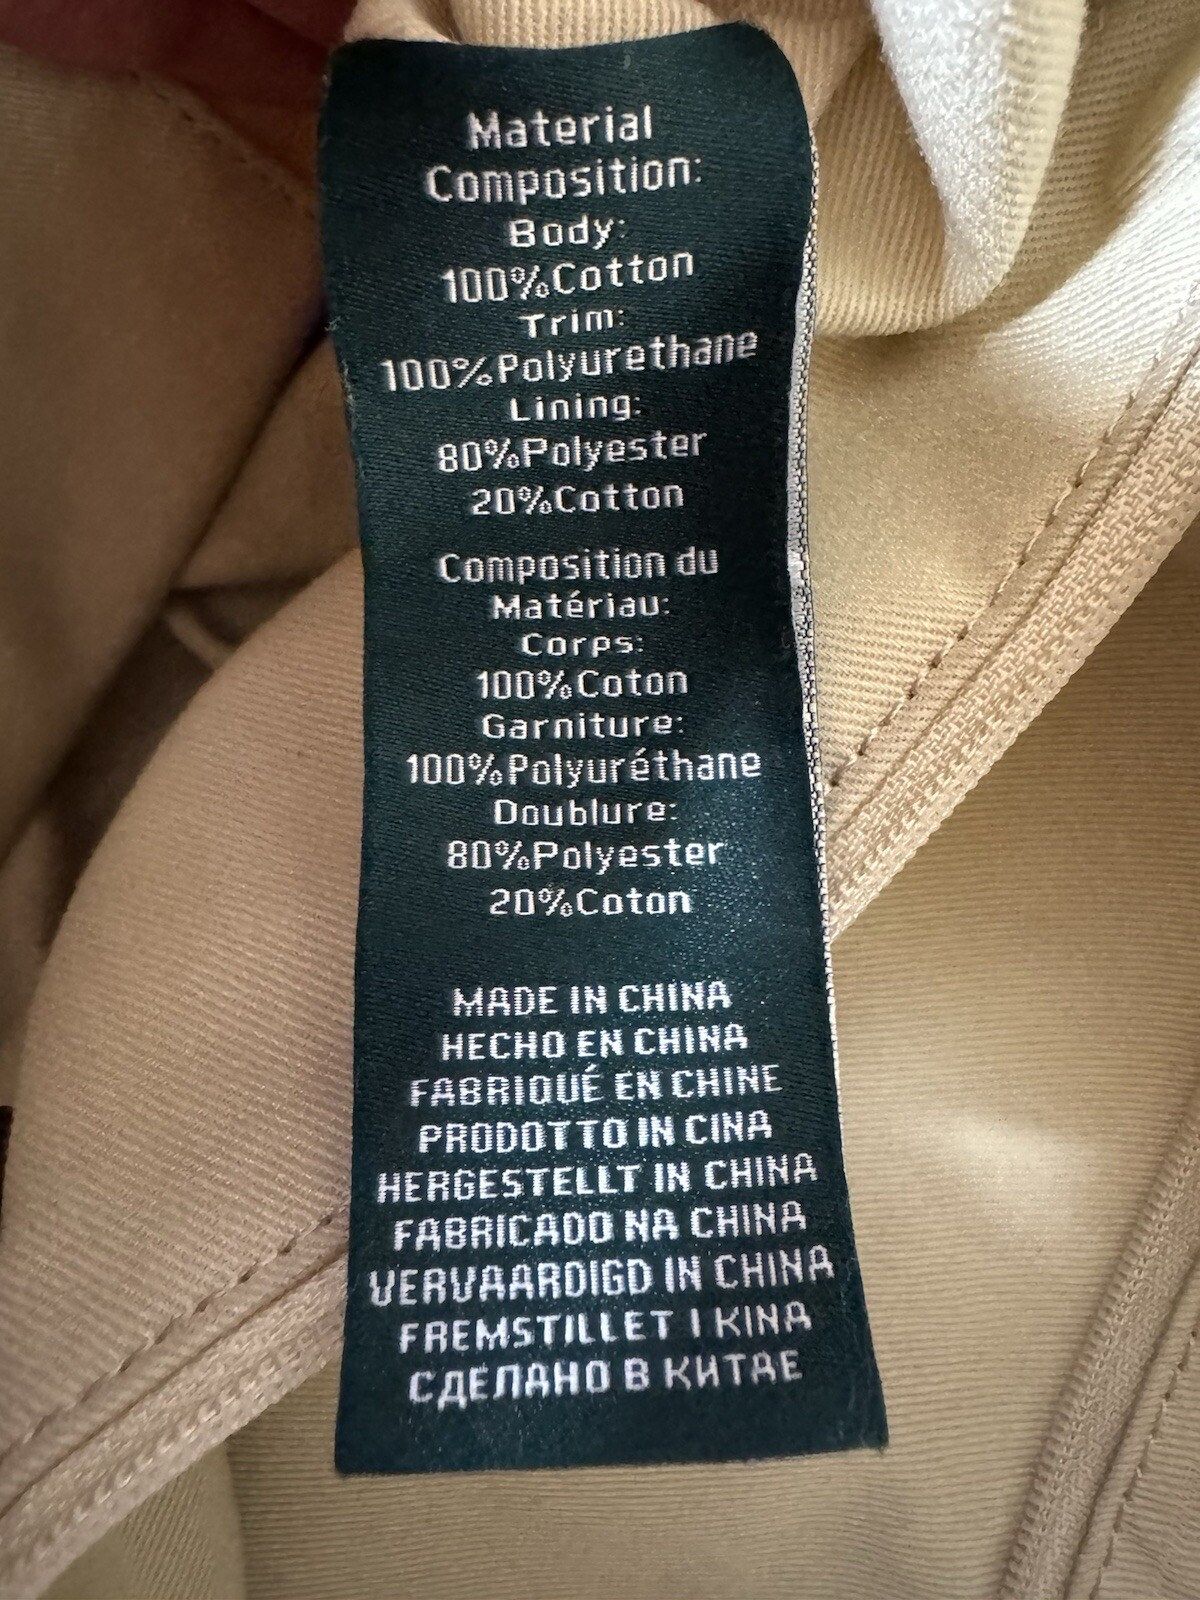 Material
Composition:
Body:
100%Cotton
Trim:
100%Polyurethane
Lining:
80%Polyester
20%Cotton
Composition du
Matériau:
Corps:
100%Coton
Garniture:
100%Polyuréthane
Doublure:
80%Polyester
20%Coton
MADE IN CHINA
HECHO EN CHINA
FABRIQUÉ EN CHINE
PRODOTTO IN CINA
HERGESTELLT IN CHINA
FABRICADO NA CHINA
VERVAARDIGD IN CHINA
FREMSTILLET I KINA
СДЕЛАНО В КИТАЕ